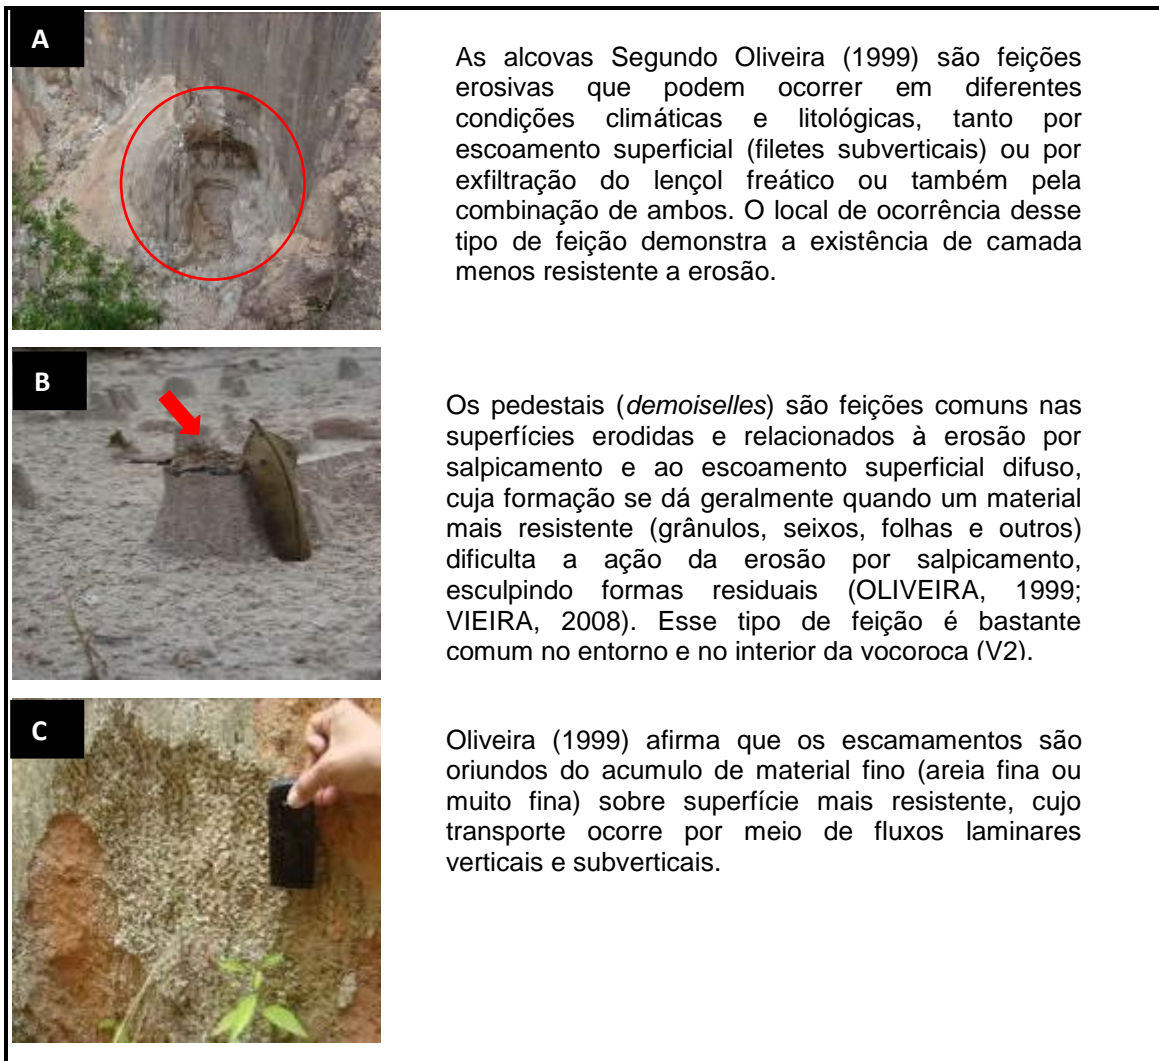 A
As alcovas Segundo Oliveira (1999) são feições
erosivas que podem ocorrer em diferentes
condições climáticas e litológicas, tanto por
escoamento superficial (filetes subverticais) ou por
exfiltração do lençol freático ou também pela
combinação de ambos. O local de ocorrência desse
tipo de feição demonstra a existência de camada
menos resistente a erosão.
B
Os pedestais (demoiselles) são feições comuns nas
superfícies erodidas e relacionados à erosão por
salpicamento e ao escoamento superficial difuso,
cuja formação se dá geralmente quando um material
mais resistente (grânulos, seixos, folhas e outros)
dificulta a ação da erosão por salpicamento,
esculpindo formas residuais (OLIVEIRA, 1999;
VIEIRA, 2008). Esse tipo de feição é bastante
comum no entorno e no interior da voçoroca (V2).
C
Oliveira (1999) afirma que os escamamentos são
oriundos do acumulo de material fino (areia fina ou
muito fina) sobre superfície mais resistente, cujo
transporte ocorre por meio de fluxos laminares
verticais e subverticais.